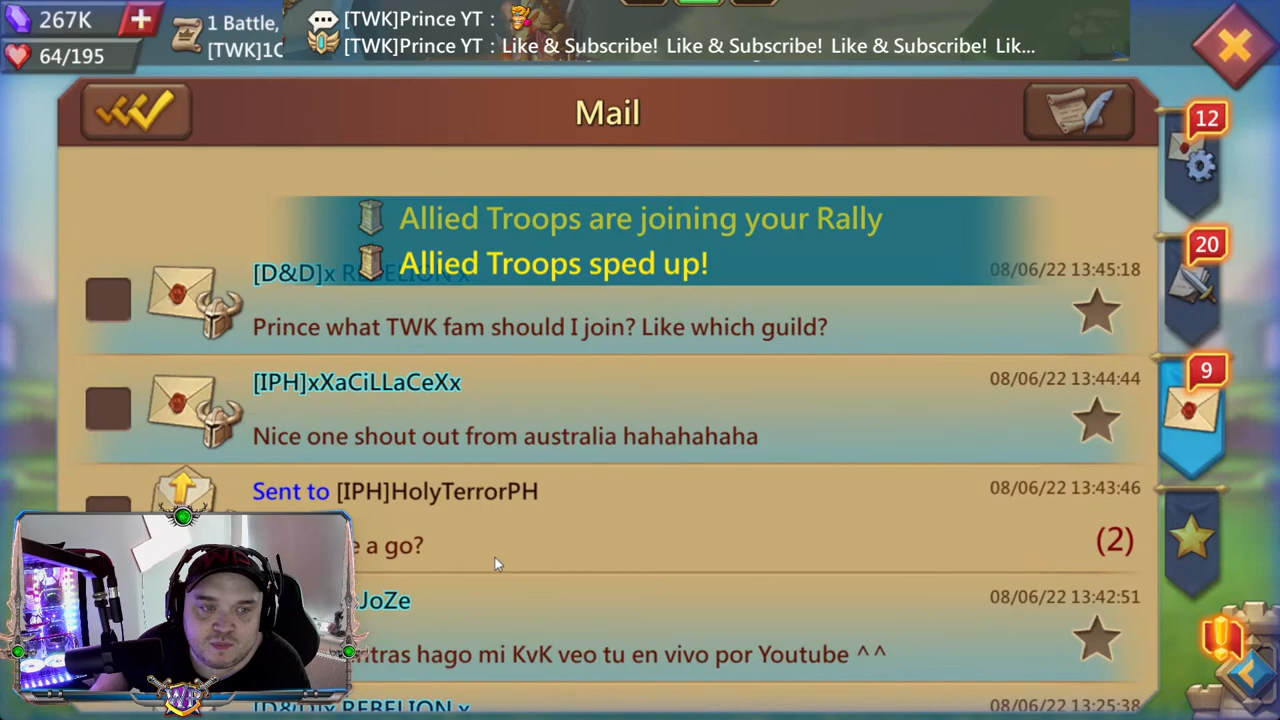 267K
64/195
1 Battle,
[TWK]1
[TWK]Prince YT :
[TWK]Prince YT : Like & Subscribe! Like & Subscribe! Like & Subscribe! Lik...
Mail
12
20
9
Allied Troops are joining your Rally
Allied Troops sped up!
[D&D]x REBELION x
08/06/22 13:45:18
Prince what TWK fam should I join? Like which guild?
[IPH]xXaCiLLaCeXx
08/06/22 13:44:44
Nice one shout out from australia hahahahaha
Sent to [IPH]HolyTerrorPH
08/06/22 13:43:46
a go?
(2)
JoZe
08/06/22 13:42:51
hago mi KvK veo tu en vivo por Youtube ^^
[D&D]x REBELION x
08/06/22 13:25:38